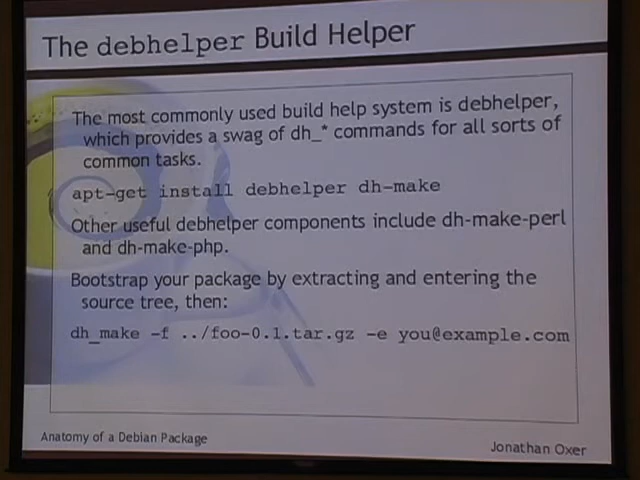 The debhelper Build Helper
The most commonly used build help system is debhelper,
which provides a swag of dh_* commands for all sorts of
common tasks.
apt-get install debhelper dh-make
Other useful debhelper components include dh-make-perl
and dh-make-php.
Bootstrap your package by extracting and entering the
source tree, then:
dh_make -f ../foo-0.1.tar.gz -e you@example.com
Anatomy of a Debian Package
Jonathan Oxer